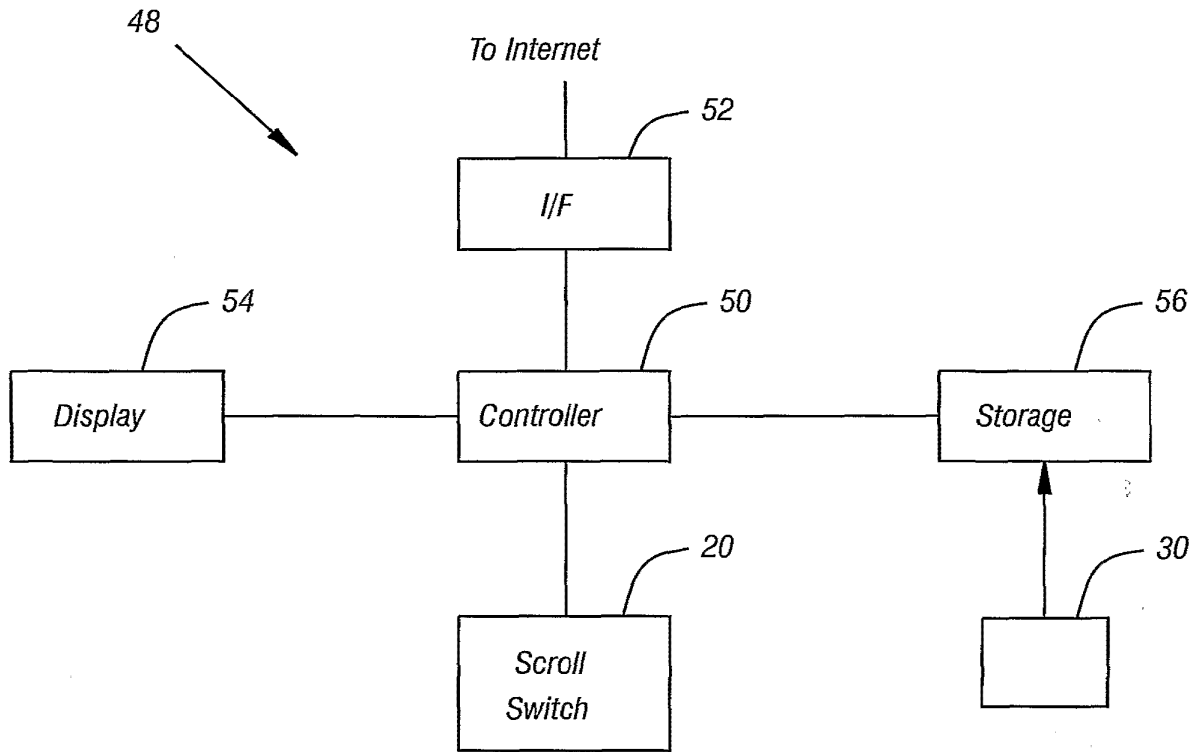 48
To Internet
52
I/F
54
50
56
Display
Controller
Storage
20
30
Scroll
Switch